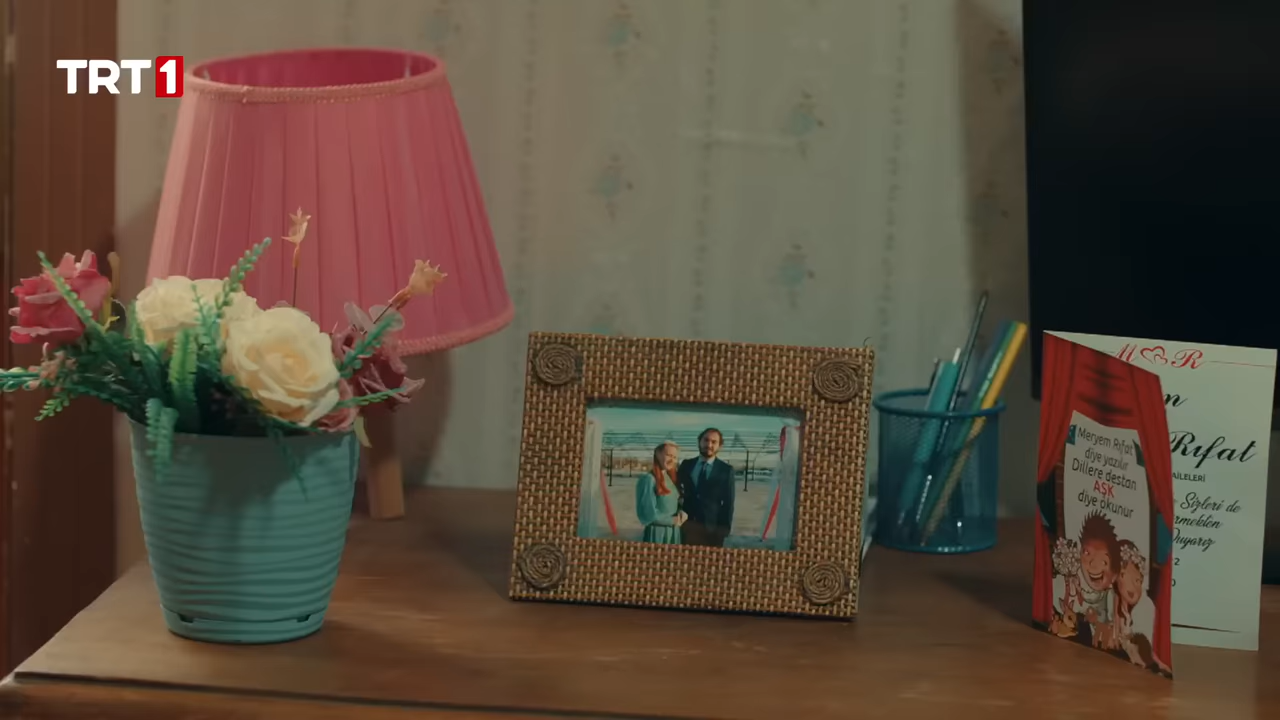 TRT1
M R
Rıfat
AİLELERİ
Sizleri de
Meryem Rıfat
diye yazılır
Dillere destan
AŞK
diye okunur